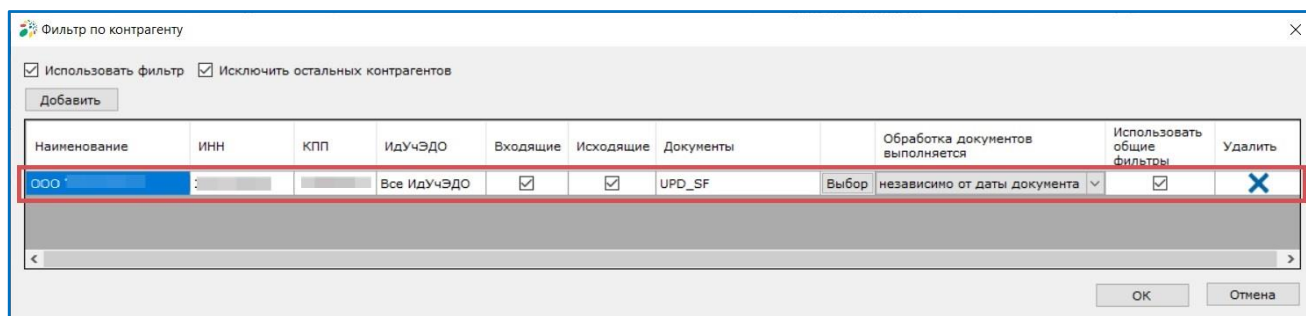 Фильтр по контрагенту
Использовать фильтр Исключить остальных контрагентов
Добавить
Наименование ИНН КПП ИдУчЭДО Входящие Исходящие Документы Обработка документов выполняется Использовать общие фильтры Удалить
ООО Все ИдУчЭДО UPD_SF Выбор независимо от даты документа
ОК Отмена